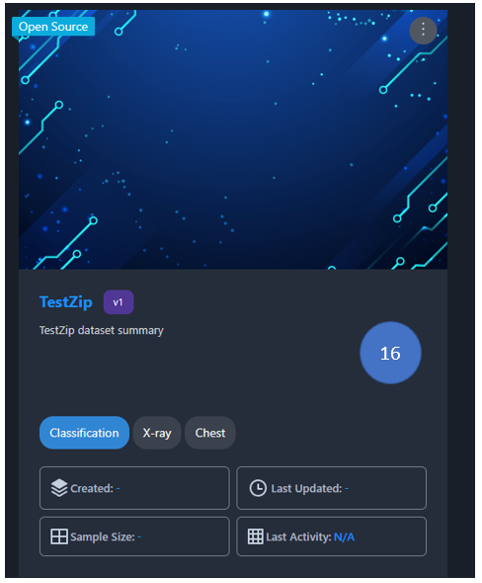 Open Source
TestZip v1
TestZip dataset summary
16
Classification X-ray Chest
Created: - Last Updated: -
Sample Size: - Last Activity: N/A